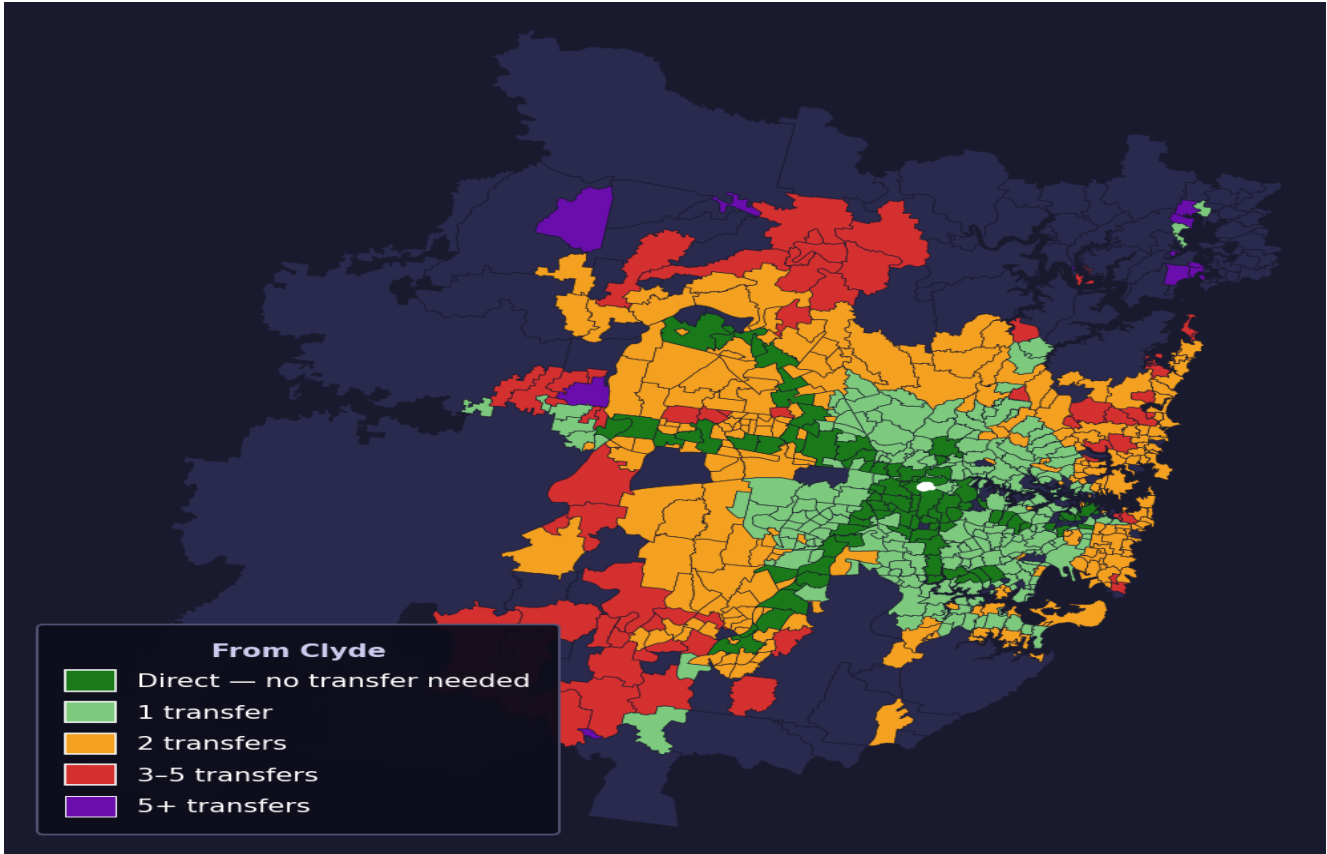 From Clyde
Direct — no transfer needed
1 transfer
2 transfers
3–5 transfers
5+ transfers